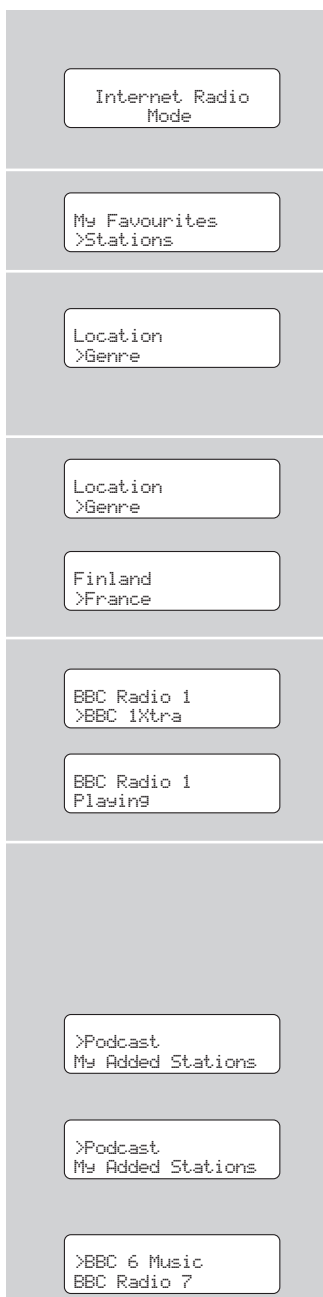 Internet Radio
Mode
My Favourites
>Stations
Location
>Genre
Location
>Genre
Finland
>France
BBC Radio 1
>BBC 1Xtra
BBC Radio 1
Playing
>Podcast
My Added Stations
>Podcast
My Added Stations
>BBC 6 Music
BBC Radio 7